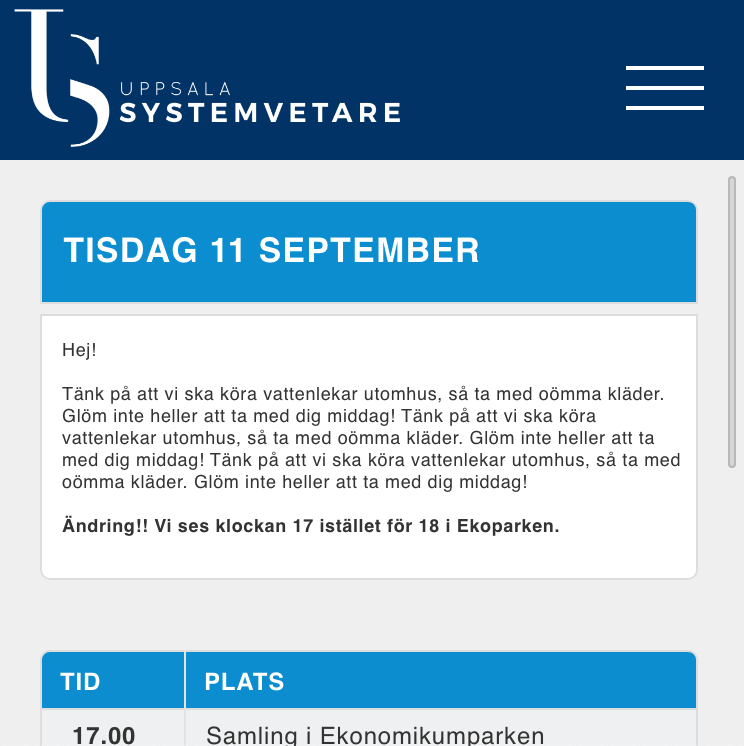 US
UPPSALA
SYSTEMVETARE
TISDAG 11 SEPTEMBER
Hej!
Tänk på att vi ska köra vattenlekar utomhus, så ta med oömma kläder.
Glöm inte heller att ta med dig middag! Tänk på att vi ska köra
vattenlekar utomhus, så ta med oömma kläder. Glöm inte heller att ta
med dig middag! Tänk på att vi ska köra vattenlekar utomhus, så ta med
oömma kläder. Glöm inte heller att ta med dig middag!
Ändring!! Vi ses klockan 17 istället för 18 i Ekoparken.
TID PLATS
17.00 Samling i Ekonomikumparken